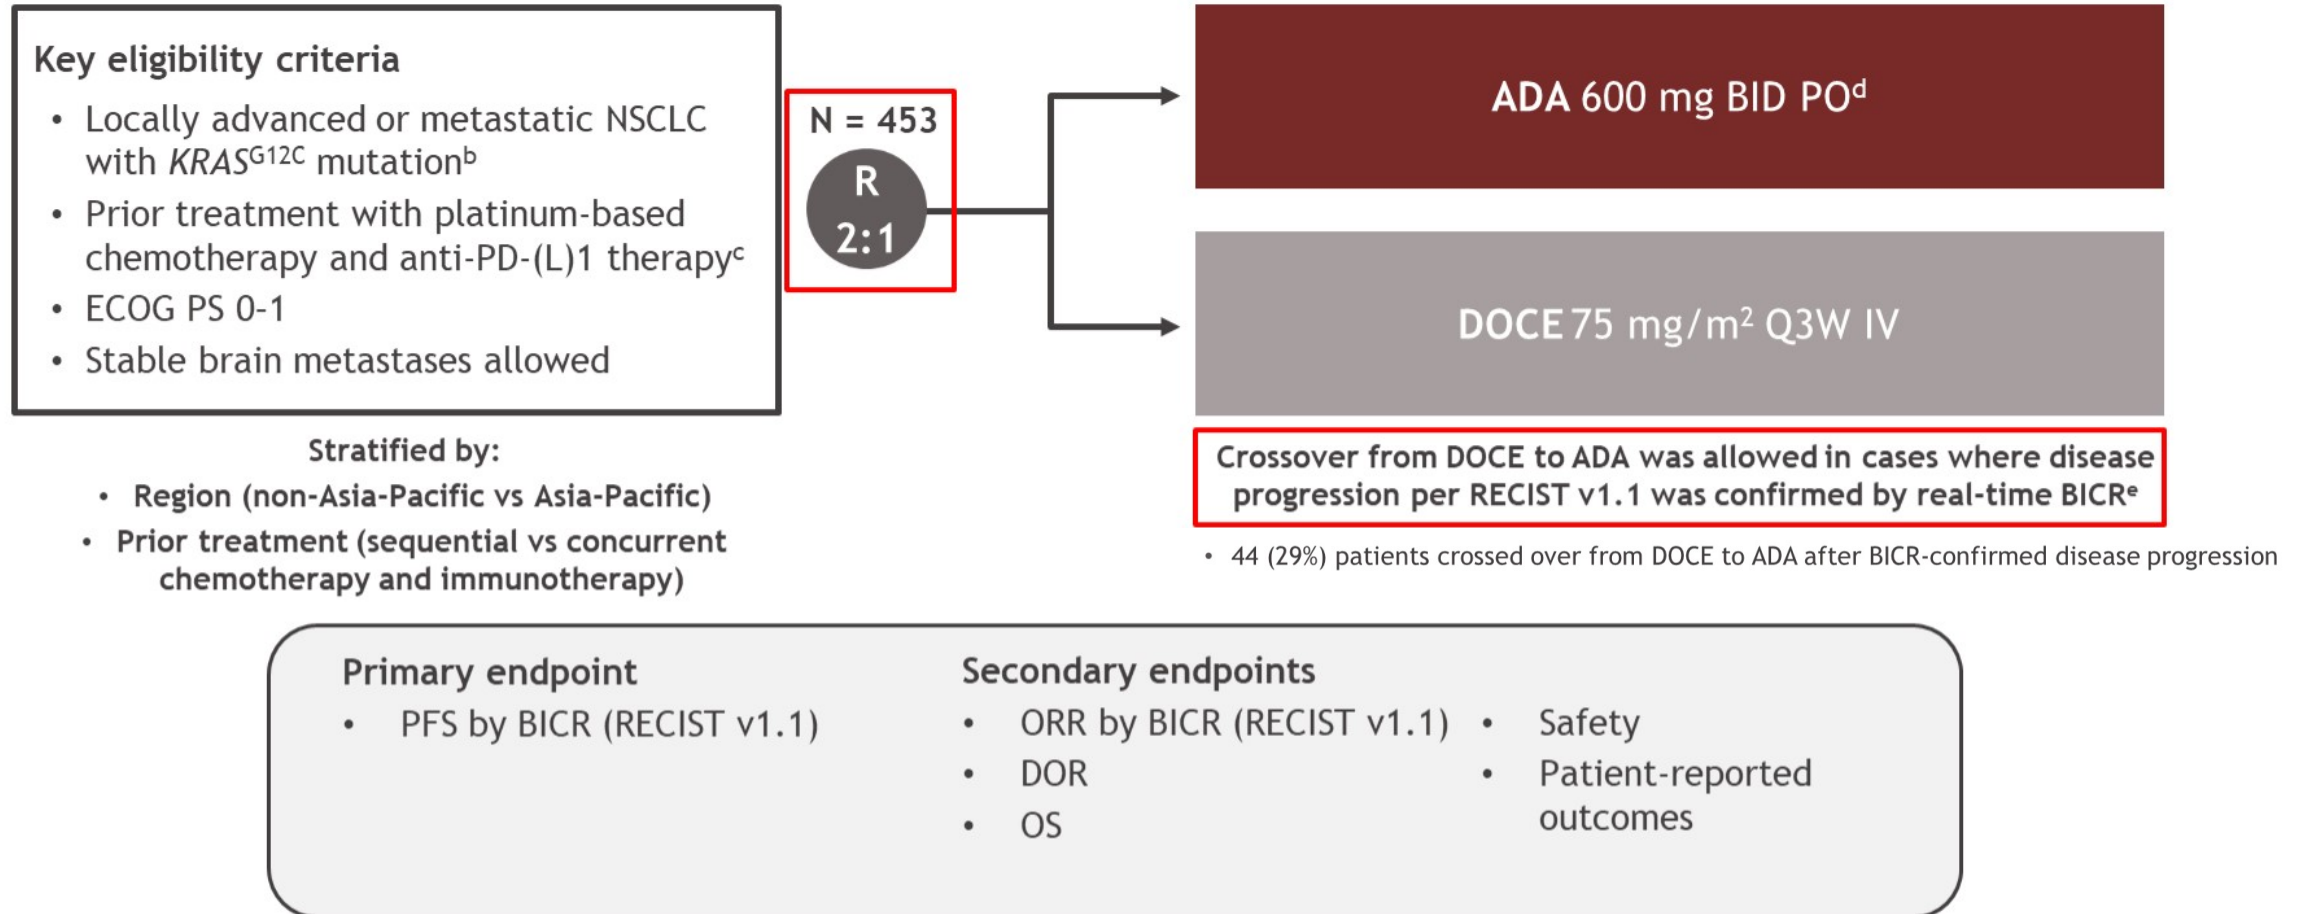 Key eligibility criteria
• Locally advanced or metastatic NSCLC
with KRASᴳ¹²ᶜ mutationᵇ
• Prior treatment with platinum-based
chemotherapy and anti-PD-(L)1 therapyᶜ
• ECOG PS 0-1
• Stable brain metastases allowed
Stratified by:
• Region (non-Asia-Pacific vs Asia-Pacific)
• Prior treatment (sequential vs concurrent
chemotherapy and immunotherapy)
N = 453
R
2:1
ADA 600 mg BID POᵈ
DOCE 75 mg/m² Q3W IV
Crossover from DOCE to ADA was allowed in cases where disease
progression per RECIST v1.1 was confirmed by real-time BICRᵉ
• 44 (29%) patients crossed over from DOCE to ADA after BICR-confirmed disease progression
Primary endpoint
• PFS by BICR (RECIST v1.1)
Secondary endpoints
• ORR by BICR (RECIST v1.1)
• DOR
• OS
• Safety
• Patient-reported
outcomes